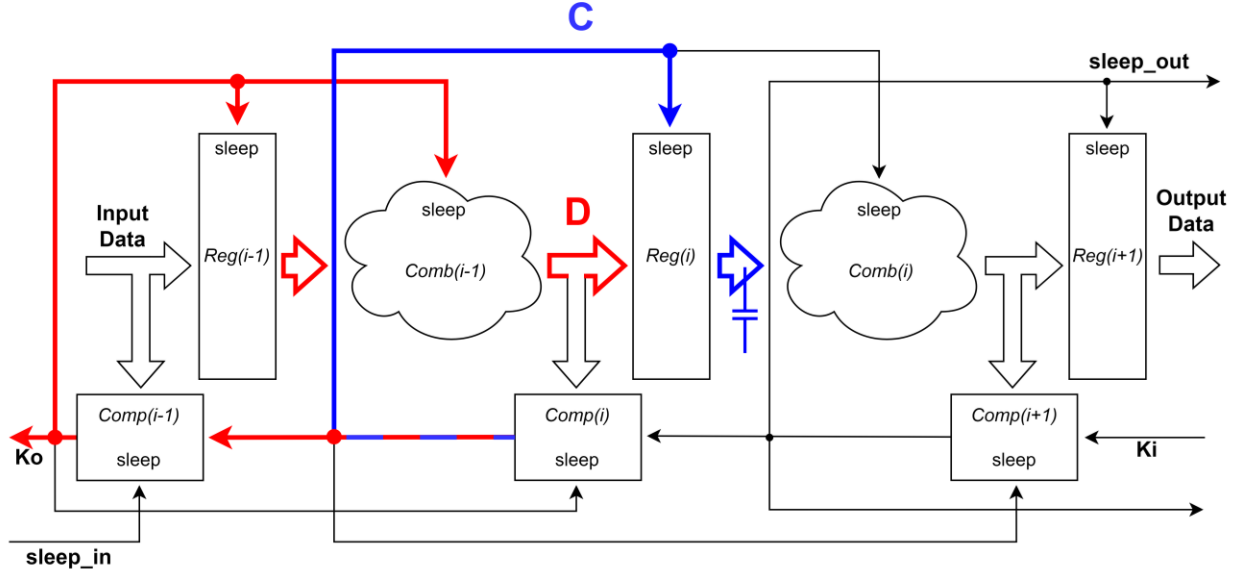 C
sleep_out
sleep
sleep
sleep
Input
Data
sleep
D
sleep
Output
Data
Reg(i-1)
Comb(i-1)
Reg(i)
Comb(i)
Reg(i+1)
Comp(i-1)
Comp(i)
Comp(i+1)
Ko
sleep
sleep
sleep
Ki
sleep_in